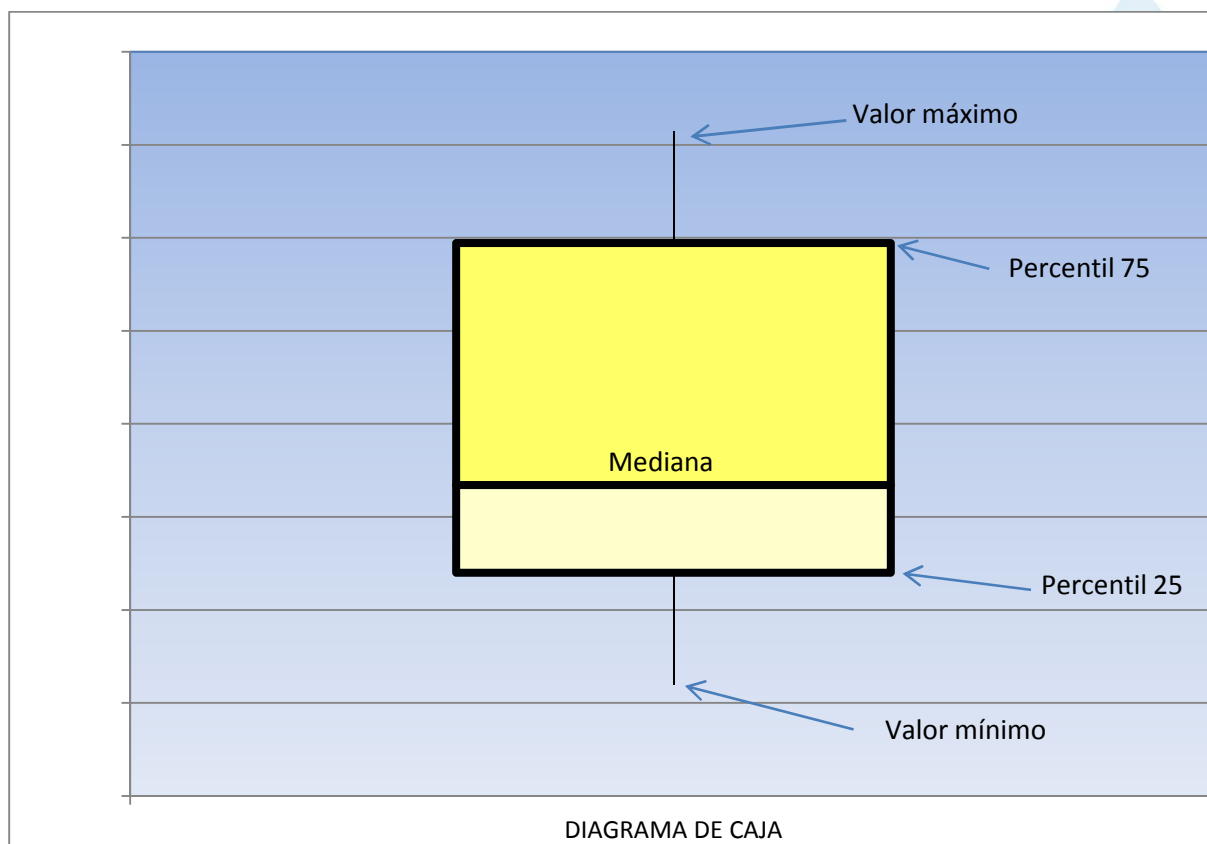 Valor máximo
Percentil 75
Mediana
Percentil 25
Valor mínimo
DIAGRAMA DE CAJA